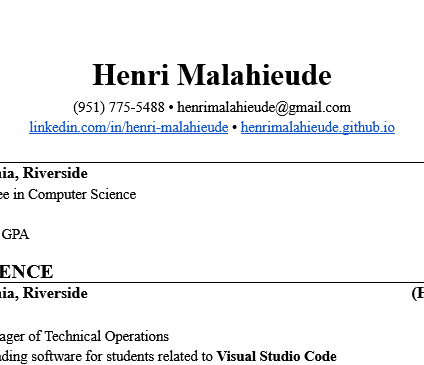 Henri Malahieude
(951) 775-5488 • henrimalahieude@gmail.com
linkedin.com/in/henri-malahieude • henrimalahieude.github.io
nia, Riverside
ee in Computer Science
GPA
ENCE
nia, Riverside (H
ager of Technical Operations
ading software for students related to Visual Studio Code